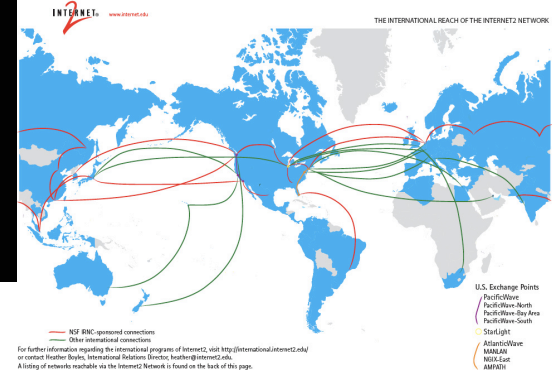 INTERNET®
2
www.internet.edu
THE INTERNATIONAL REACH OF THE INTERNET2 NETWORK
U.S. Exchange Points
PacificWave
PacificWave-North
PacificWave-Bay Area
PacificWave-South
StarLight
AtlanticWave
MANLAN
NGIX-East
AMPATH
NSF IRNC-sponsored connections
Other international connections
For further information regarding the international programs of Internet2, visit http://international.internet2.edu/
or contact Heather Boyles, International Relations Director, heather@internet2.edu.
A listing of networks reachable via the Internet2 Network is found on the back of this page.